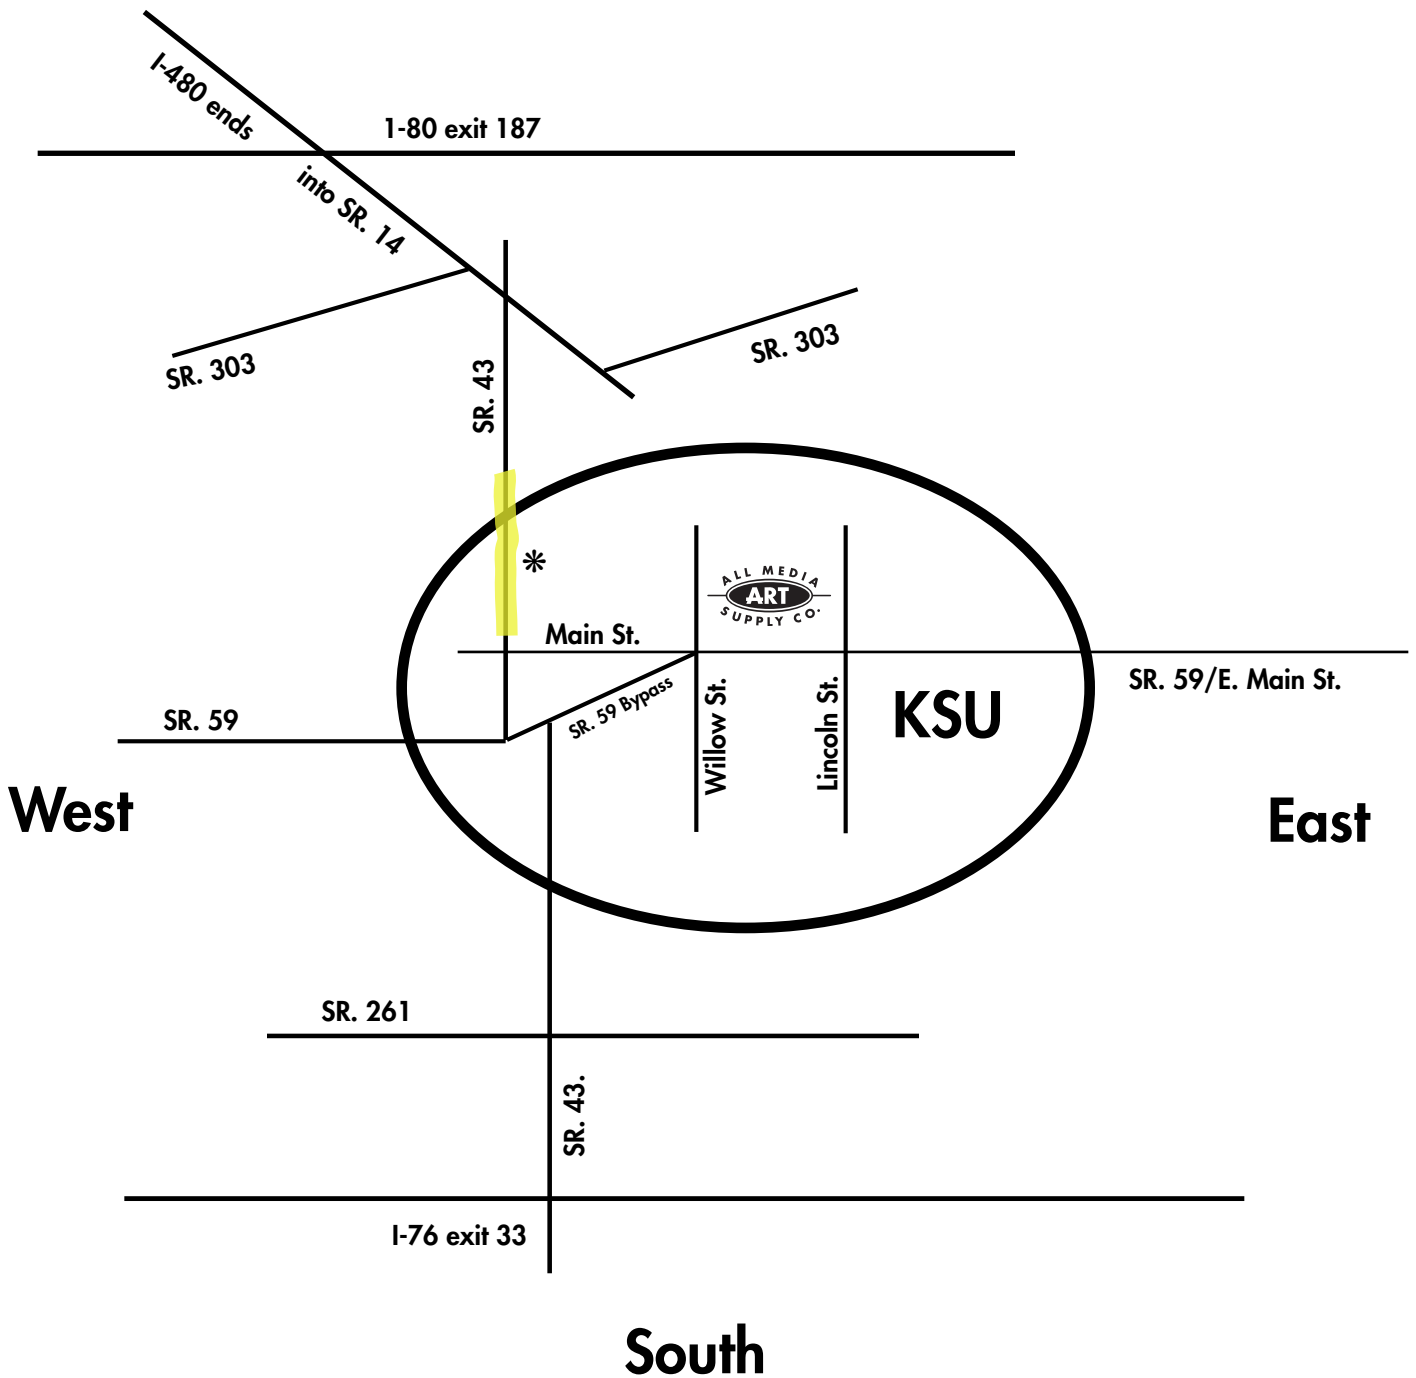 I-480 ends
1-80 exit 187
into SR. 14
SR. 303
SR. 303
SR. 43
*
ALL MEDIA
ART
SUPPLY CO.
Main St.
SR. 59/E. Main St.
SR. 59 Bypass
Willow St.
Lincoln St.
KSU
SR. 59
West
East
SR. 261
SR. 43.
I-76 exit 33
South